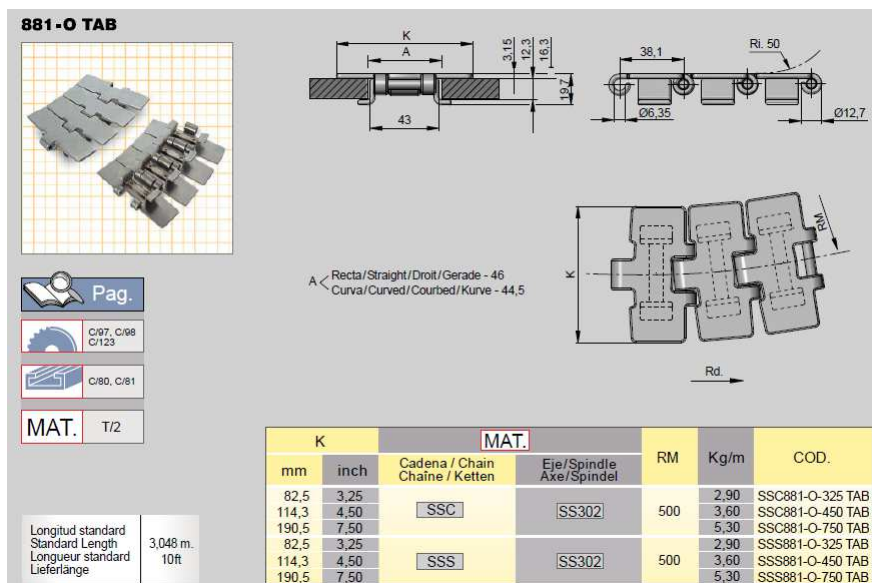 881-O TAB
K
A
3,15
12,3
16,3
19,7
43
38,1
Ri. 50
Ø6,35
Ø12,7
A
Recta/Straight/Droit/Gerade - 46
Curva/Curved/Courbed/Kurve - 44,5
K
RM
Rd.
Pag.
C/97, C/98
C/123
C/80, C/81
MAT. T/2
Longitud standard
Standard Length
Longueur standard
Lieferlänge
3,048 m.
10ft
K MAT. RM Kg/m COD.
mm inch Cadena / Chain Chaîne / Ketten Eje/Spindle Axe/Spindel
82,5 3,25 2,90 SSC881-O-325 TAB
114,3 4,50 SSC SS302 500 3,60 SSC881-O-450 TAB
190,5 7,50 5,30 SSC881-O-750 TAB
82,5 3,25 2,90 SSS881-O-325 TAB
114,3 4,50 SSS SS302 500 3,60 SSS881-O-450 TAB
190,5 7,50 5,30 SSS881-O-750 TAB